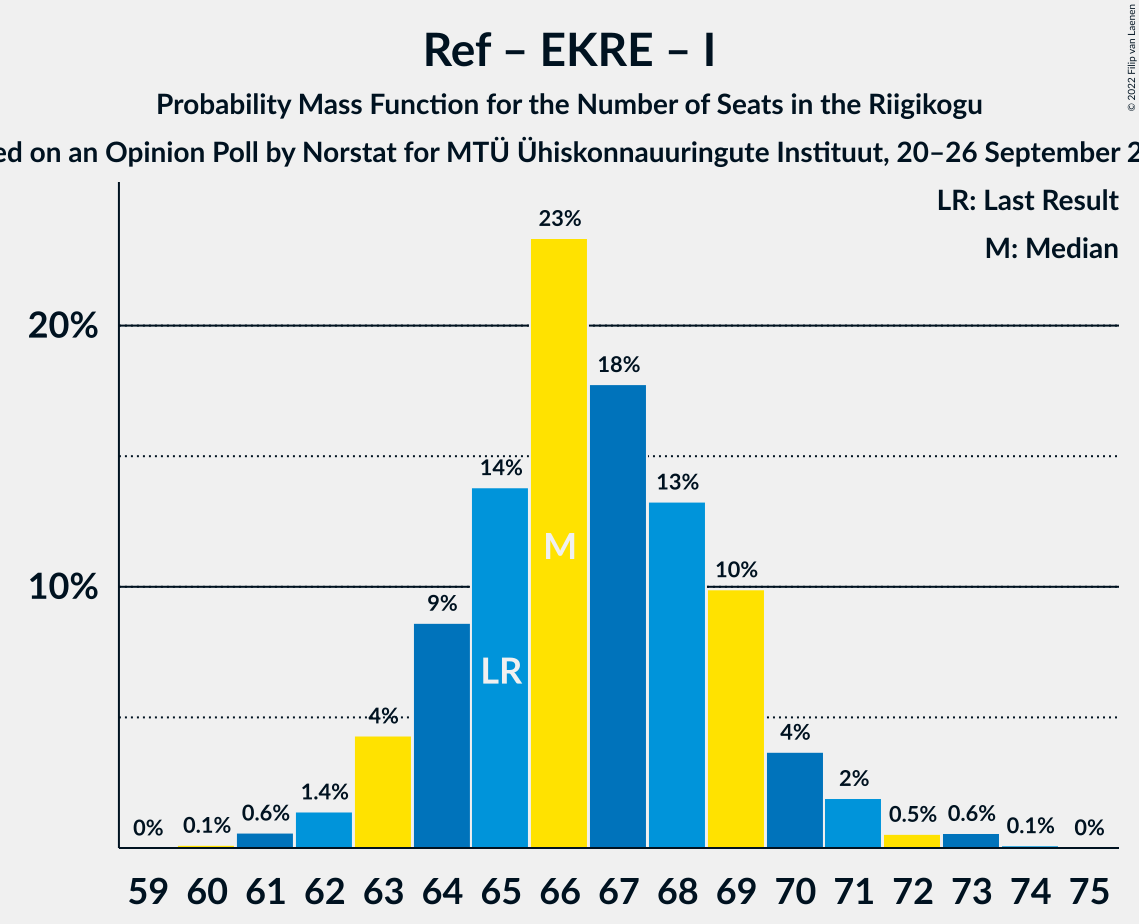 Ref – EKRE – I
Probability Mass Function for the Number of Seats in the Riigikogu
ed on an Opinion Poll by Norstat for MTÜ Ühiskonnauuringute Instituut, 20–26 September 2
© 2022 Filip van Laenen
LR: Last Result
M: Median
20%
10%
0% 0.1% 0.6% 1.4% 4% 9% 14% 23% 18% 13% 10% 4% 2% 0.5% 0.6% 0.1% 0%
M
LR
59 60 61 62 63 64 65 66 67 68 69 70 71 72 73 74 75